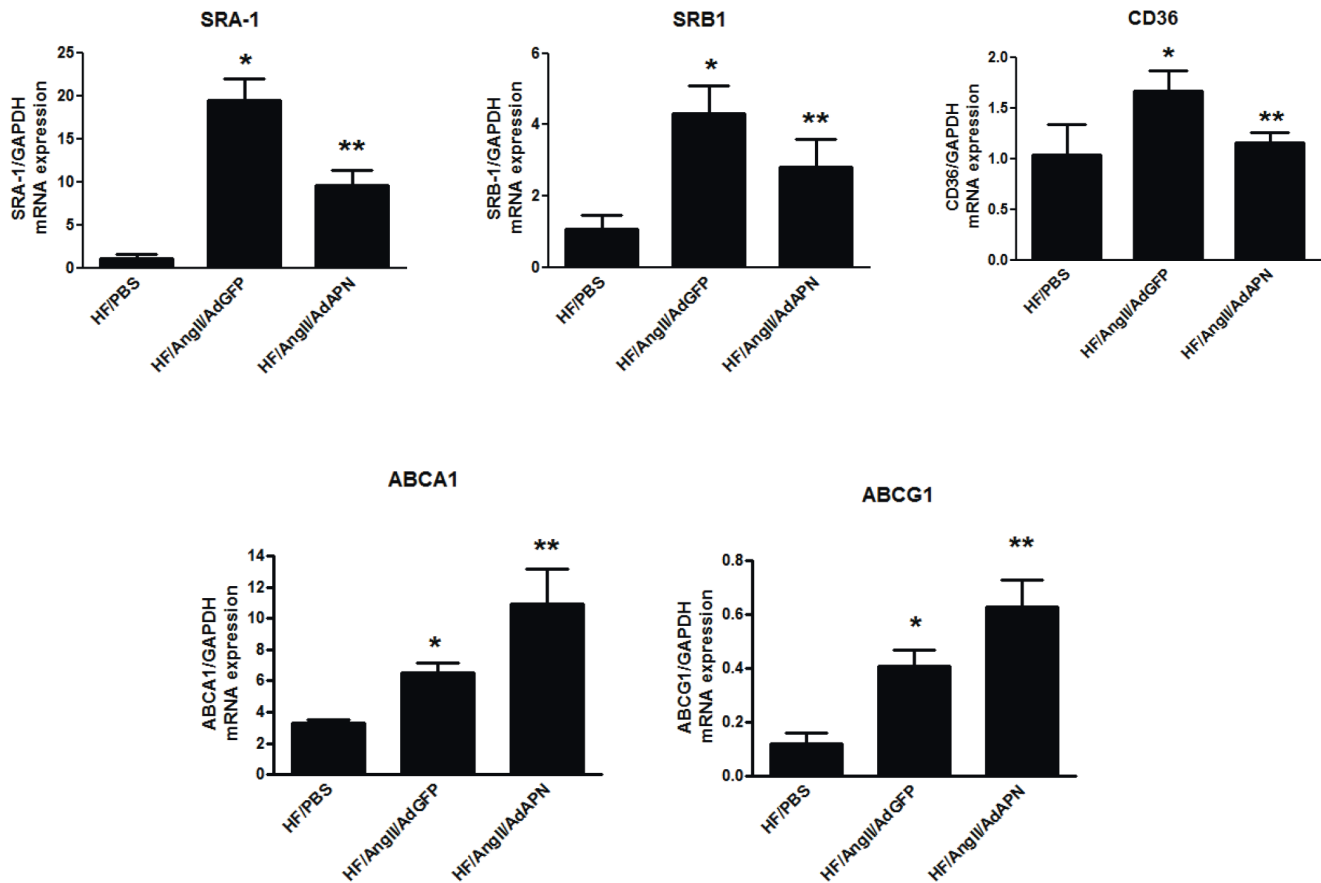 SRA-1
SRA-1/GAPDH
mRNA expression
25
20
15
10
5
0
*
**
HF/PBS
HF/AngII/AdGFP
HF/AngII/AdAPN
SRB1
SRB-1/GAPDH
mRNA expression
6
4
2
0
*
**
HF/PBS
HF/AngII/AdGFP
HF/AngII/AdAPN
CD36
CD36/GAPDH
mRNA expression
2.0
1.5
1.0
0.5
0.0
*
**
HF/PBS
HF/AngII/AdGFP
HF/AngII/AdAPN
ABCA1
ABCA1/GAPDH
mRNA expression
14
12
10
8
6
4
2
0
*
**
HF/PBS
HF/AngII/AdGFP
HF/AngII/AdAPN
ABCG1
ABCG1/GAPDH
mRNA expression
0.8
0.6
0.4
0.2
0.0
*
**
HF/PBS
HF/AngII/AdGFP
HF/AngII/AdAPN